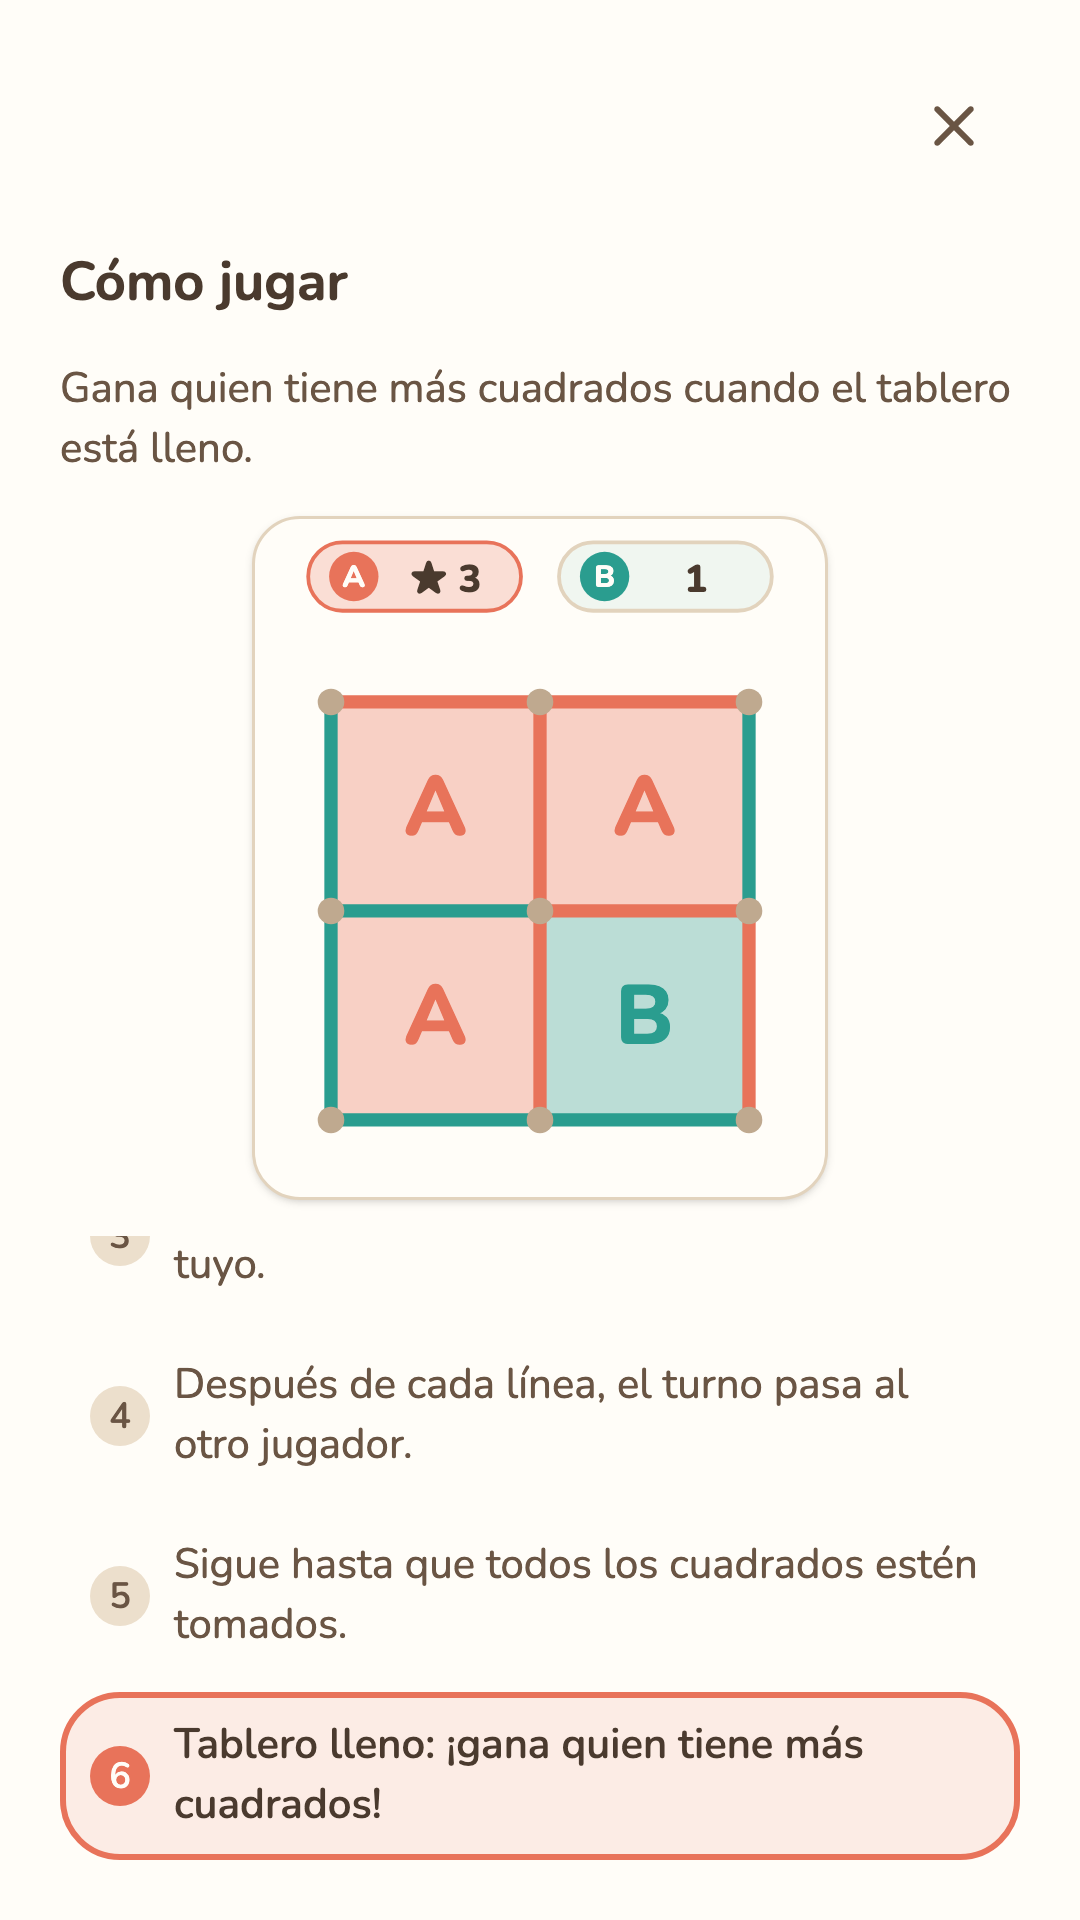 Cómo jugar
Gana quien tiene más cuadrados cuando el tablero
está lleno.
A ★ 3 B 1
A A
A B
3 tuyo.
4 Después de cada línea, el turno pasa al
otro jugador.
5 Sigue hasta que todos los cuadrados estén
tomados.
6 Tablero lleno: ¡gana quien tiene más
cuadrados!